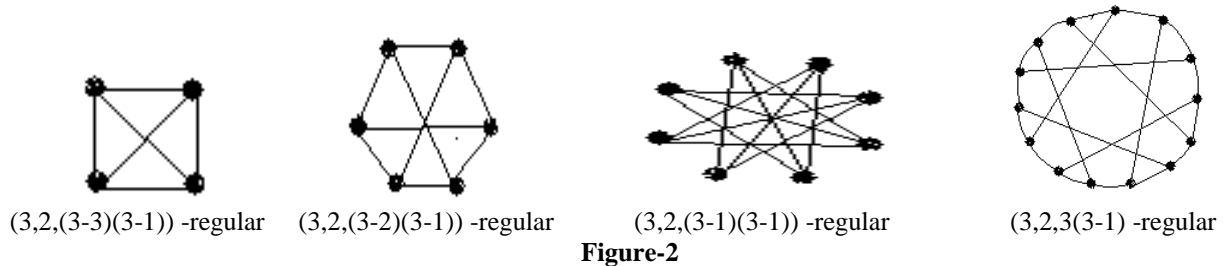 (3,2,(3-3)(3-1)) -regular (3,2,(3-2)(3-1)) -regular (3,2,(3-1)(3-1)) -regular (3,2,3(3-1) -regular
Figure-2